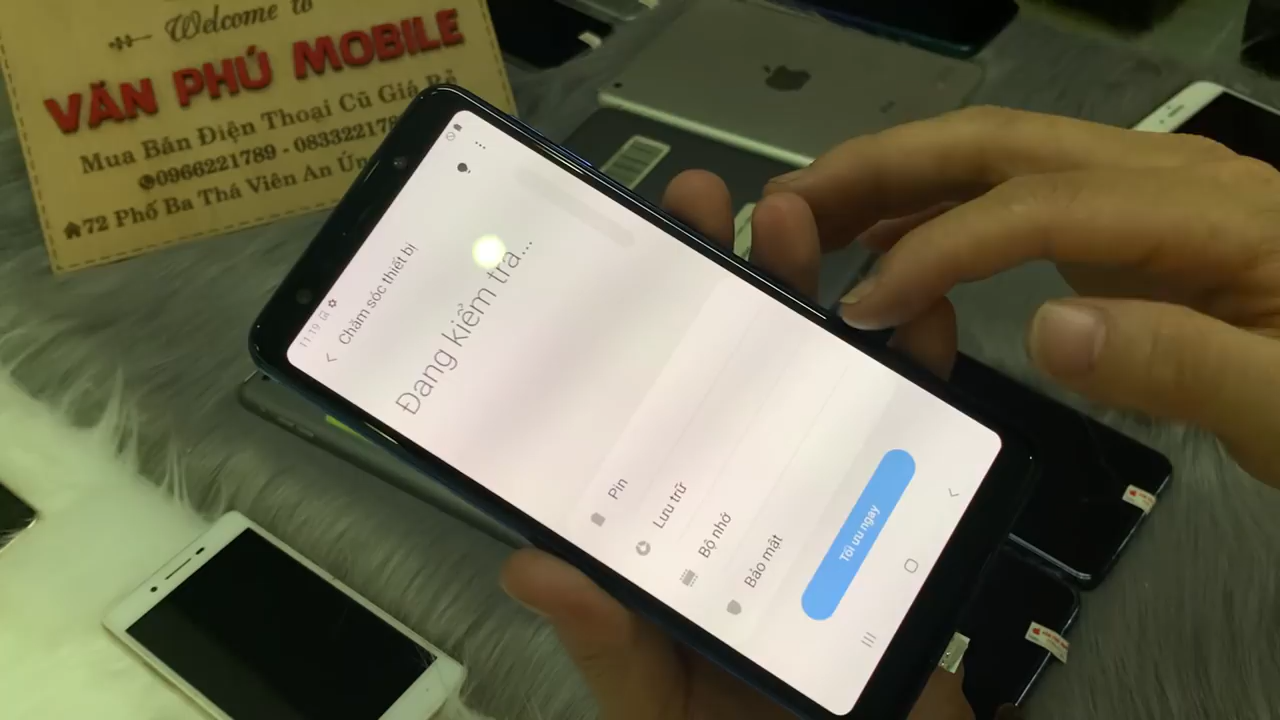 Welcome to
VĂN PHÚ MOBILE
Mua Bán Điện Thoại Cũ Giá Rẻ
0966221789 - 083322178
72 Phố Ba Thá Viên An Ứn
11:19
Chăm sóc thiết bị
Đang kiểm tra...
Pin
Lưu trữ
Bộ nhớ
Bảo mật
Tối ưu ngay